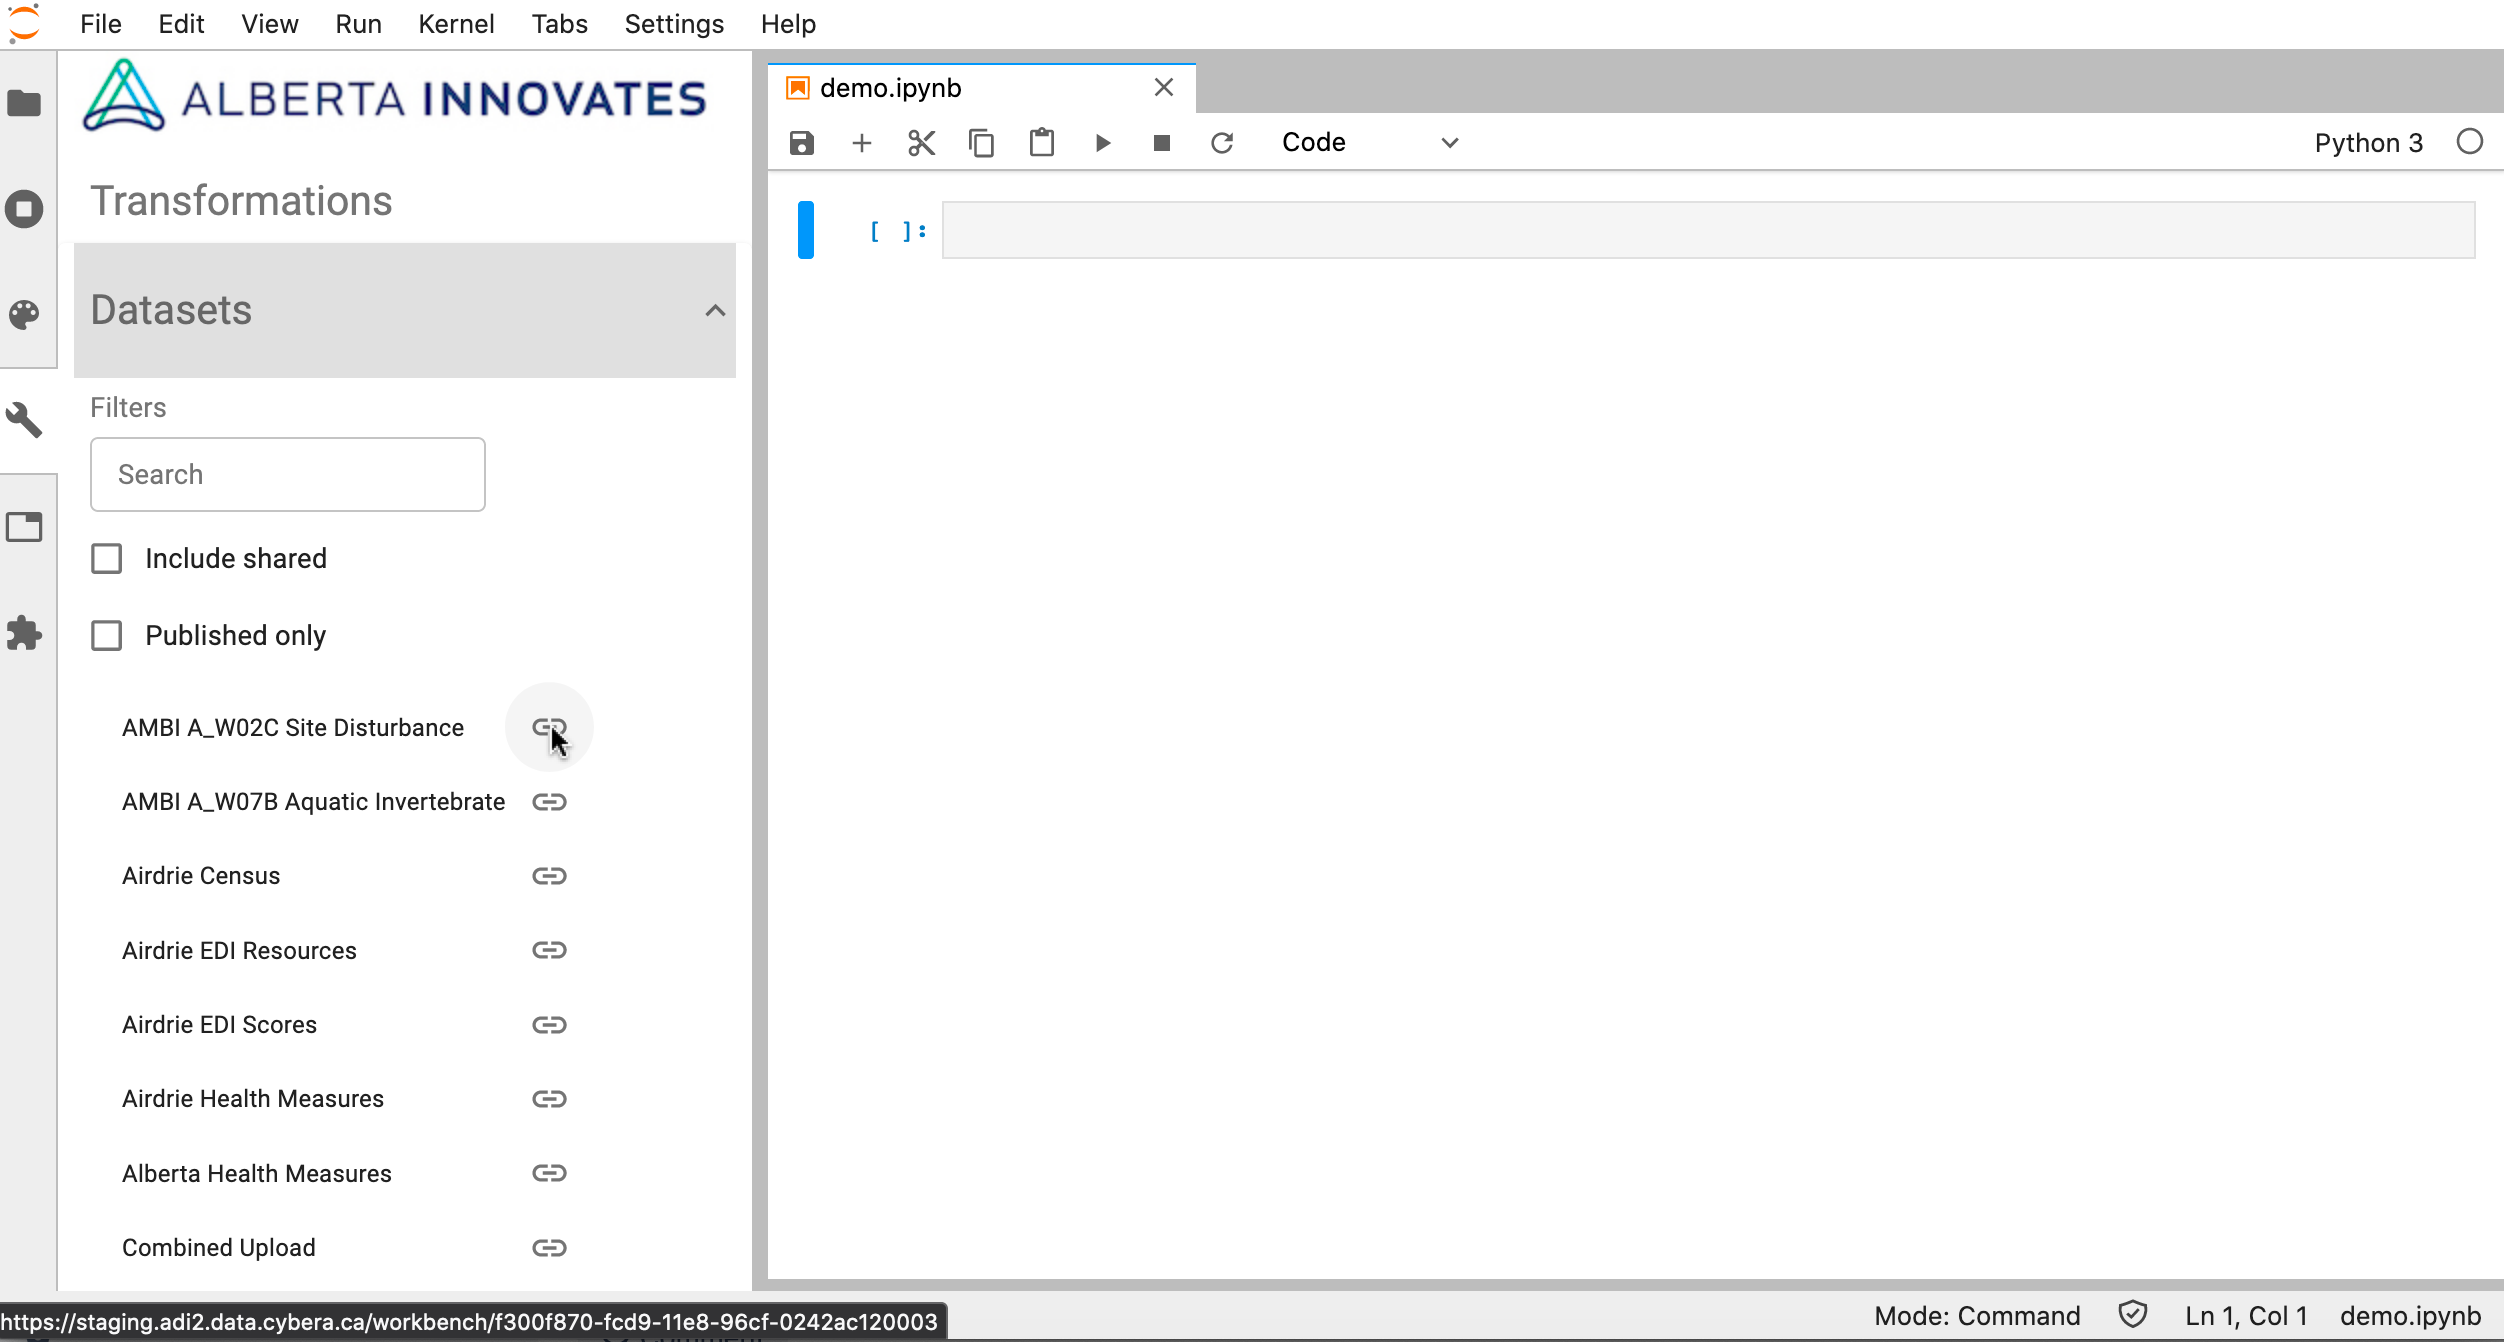 File Edit View Run Kernel Tabs Settings Help
ALBERTA INNOVATES
Transformations
Datasets
Filters
Search
Include shared
Published only
AMBI A_W02C Site Disturbance
AMBI A_W07B Aquatic Invertebrate
Airdrie Census
Airdrie EDI Resources
Airdrie EDI Scores
Airdrie Health Measures
Alberta Health Measures
Combined Upload
demo.ipynb
Code
Python 3
[ ]:
https://staging.adi2.data.cybera.ca/workbench/f300f870-fcd9-11e8-96cf-0242ac120003
Mode: Command Ln 1, Col 1 demo.ipynb